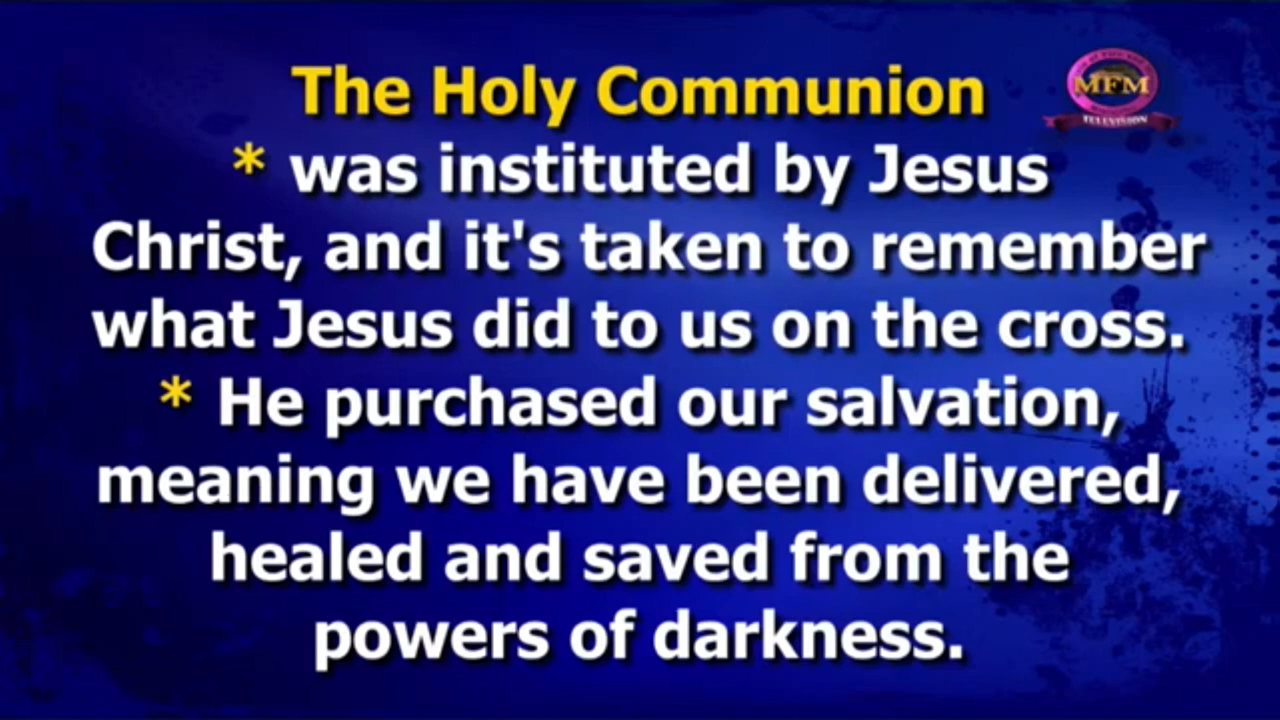 The Holy Communion
MFM
TELEVISION
* was instituted by Jesus
Christ, and it's taken to remember
what Jesus did to us on the cross.
* He purchased our salvation,
meaning we have been delivered,
healed and saved from the
powers of darkness.